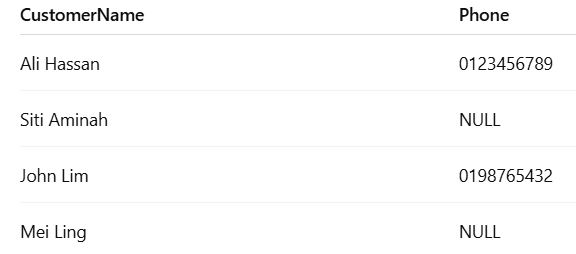 CustomerName Phone
Ali Hassan 0123456789
Siti Aminah NULL
John Lim 0198765432
Mei Ling NULL